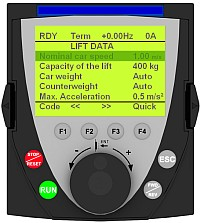 RDY Term +0.00Hz 0A
LIFT DATA
Nominal car speed 1.00 m/s
Capacity of the lift 400 kg
Car weight Auto
Counterweight Auto
Max. Acceleration 0.5 m/s²
Code << >> Quick
F1 F2 F3 F4
ENT
- +
STOP RESET
ESC
RUN
FWD REV